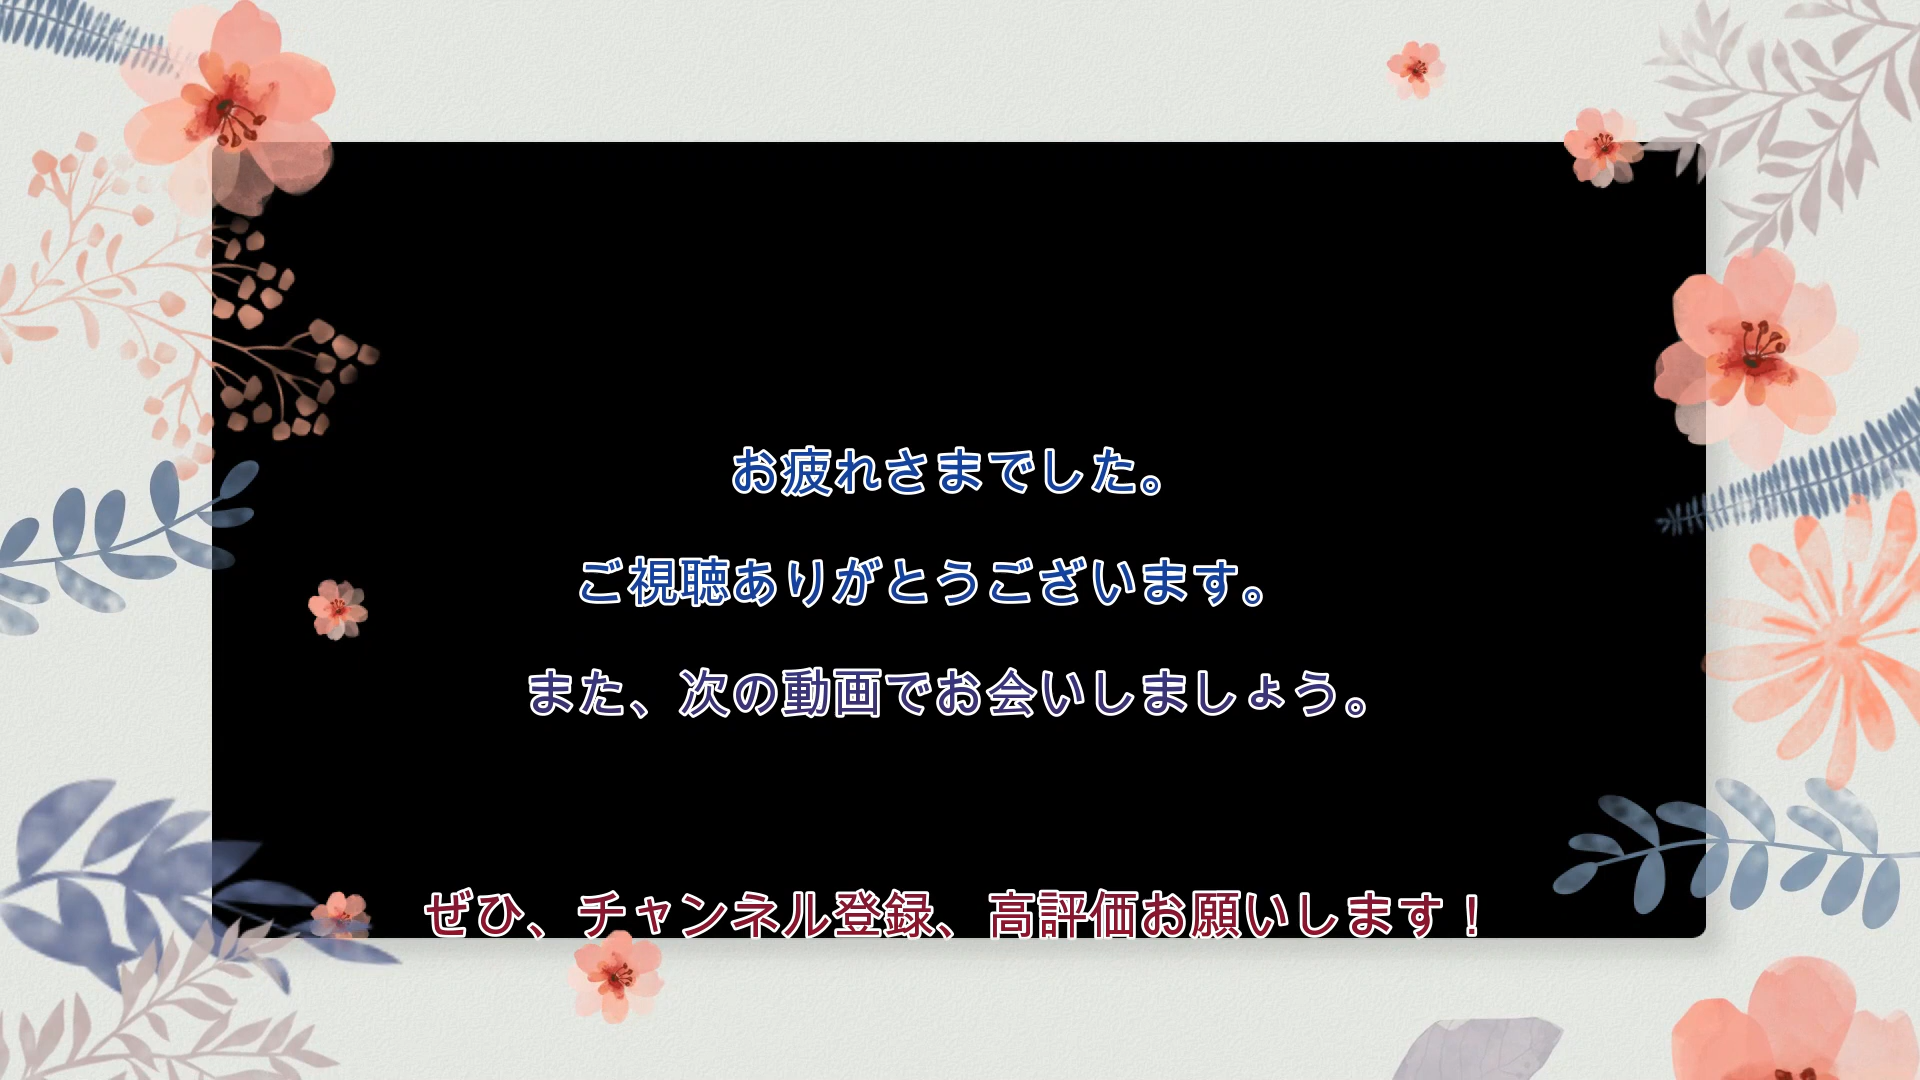 お疲れさまでした。
ご視聴ありがとうございます。
また、次の動画でお会いしましょう。
ぜひ、チャンネル登録、高評価お願いします！